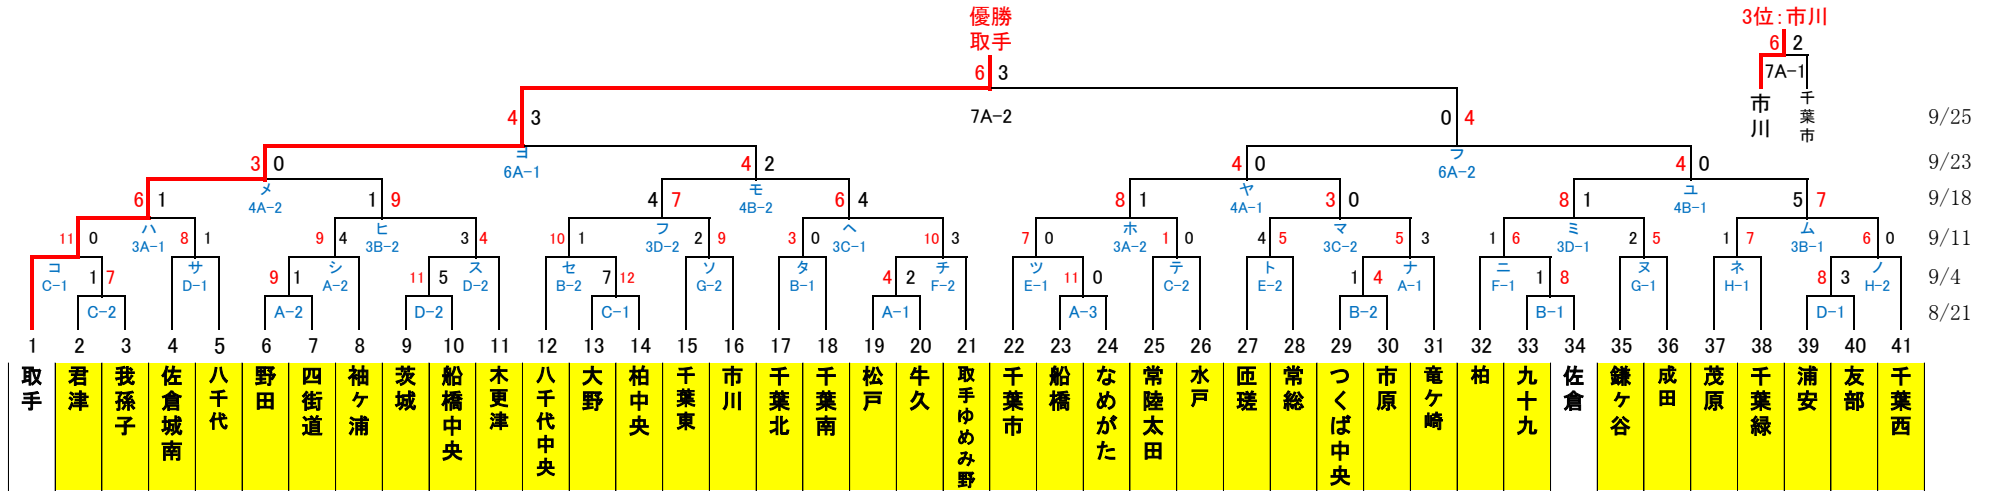 優勝
取手
3位：市川
6 3
6 2
7A-1
市川
千葉市
7A-2
4 3
0 4
9/25
3 0
ヨ
6A-1
4 2
4 0
フ
6A-2
4 0
9/23
6 1
メ
4A-2
1 9
4 7
モ
4B-2
6 4
8 1
ヤ
4A-1
3 0
8 1
ユ
4B-1
5 7
9/18
11 0
ハ
3A-1
8 1
9 4
ヒ
3B-2
3 4
10 1
フ
3D-2
2 9
3 0
ヘ
3C-1
10 3
7 0
ホ
3A-2
1 0
4 5
マ
3C-2
5 3
1 6
ミ
3D-1
2 5
1 7
ム
3B-1
6 0
9/11
コ
C-1
1 7
サ
D-1
9 1
シ
A-2
11 5
ス
D-2
セ
B-2
7 12
ソ
G-2
タ
B-1
4 2
チ
F-2
ツ
E-1
11 0
テ
C-2
ト
E-2
1 4
ナ
A-1
ニ
F-1
1 8
ヌ
G-1
ネ
H-1
8 3
ノ
H-2
9/4
C-2
A-2
D-2
C-1
A-1
A-3
B-2
B-1
D-1
8/21
1 2 3 4 5 6 7 8 9 10 11 12 13 14 15 16 17 18 19 20 21 22 23 24 25 26 27 28 29 30 31 32 33 34 35 36 37 38 39 40 41
取手
君津
我孫子
佐倉城南
八千代
野田
四街道
袖ヶ浦
茨城
船橋中央
木更津
八千代中央
大野
柏中央
千葉東
市川
千葉北
千葉南
松戸
牛久
取手ゆめみ野
千葉市
船橋
なめがた
常陸太田
水戸
匝瑳
常総
つくば中央
市原
竜ケ崎
柏
九十九
佐倉
鎌ヶ谷
成田
茂原
千葉緑
浦安
友部
千葉西